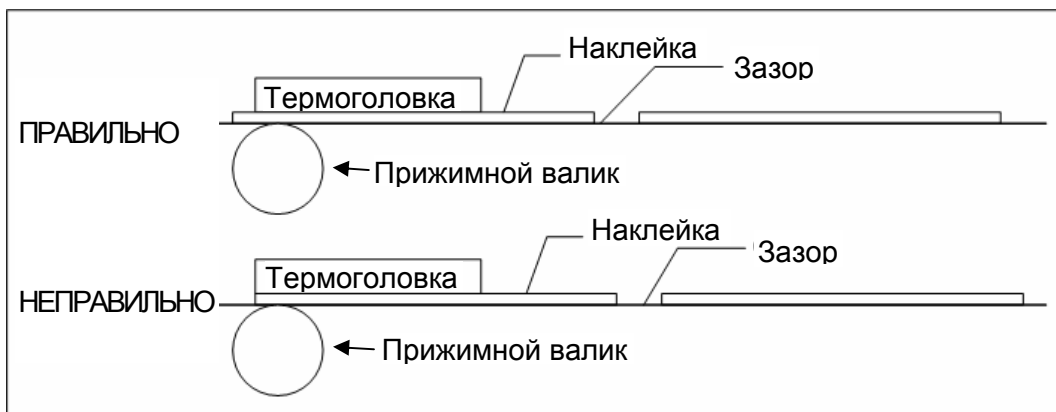 Наклейка
Зазор
Термоголовка
ПРАВИЛЬНО
Прижимной валик
Наклейка
Зазор
Термоголовка
НЕПРАВИЛЬНО
Прижимной валик